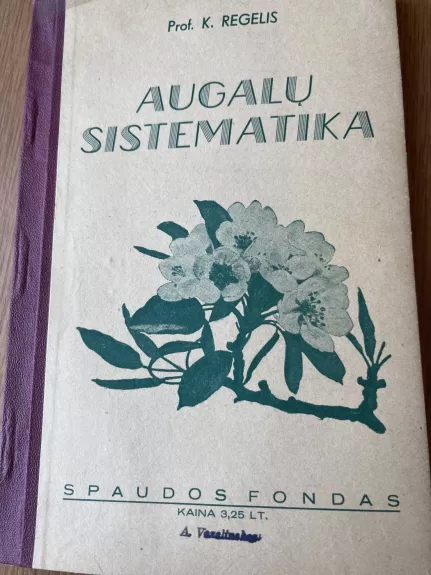 Prof. K. REGELIS
AUGALŲ
SISTEMATIKA
SPAUDOS FONDAS
KAINA 3,25 LT.
A.